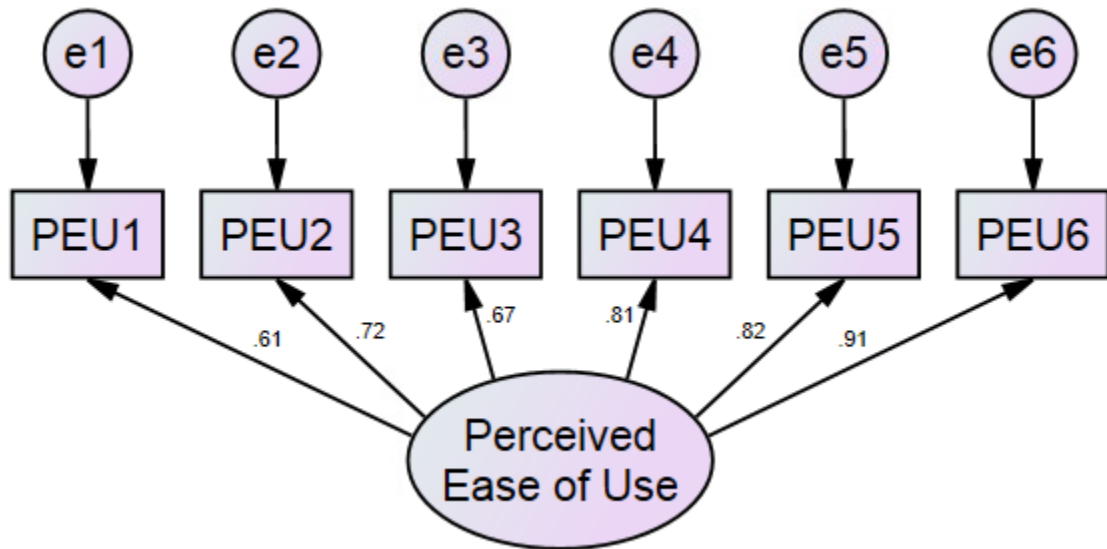 e1 e2 e3 e4 e5 e6
PEU1 PEU2 PEU3 PEU4 PEU5 PEU6
.61 .72 .67 .81 .82 .91
Perceived
Ease of Use